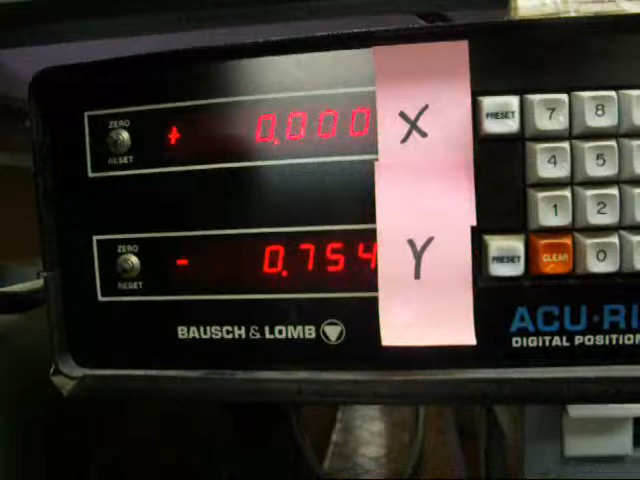 ZERO
+ 0.000 X
RESET
PRESET 7 8
4 5
1 2
ZERO
- 0.754 Y
RESET
PRESET CLEAR 0
BAUSCH & LOMB
ACU·RI
DIGITAL POSITION